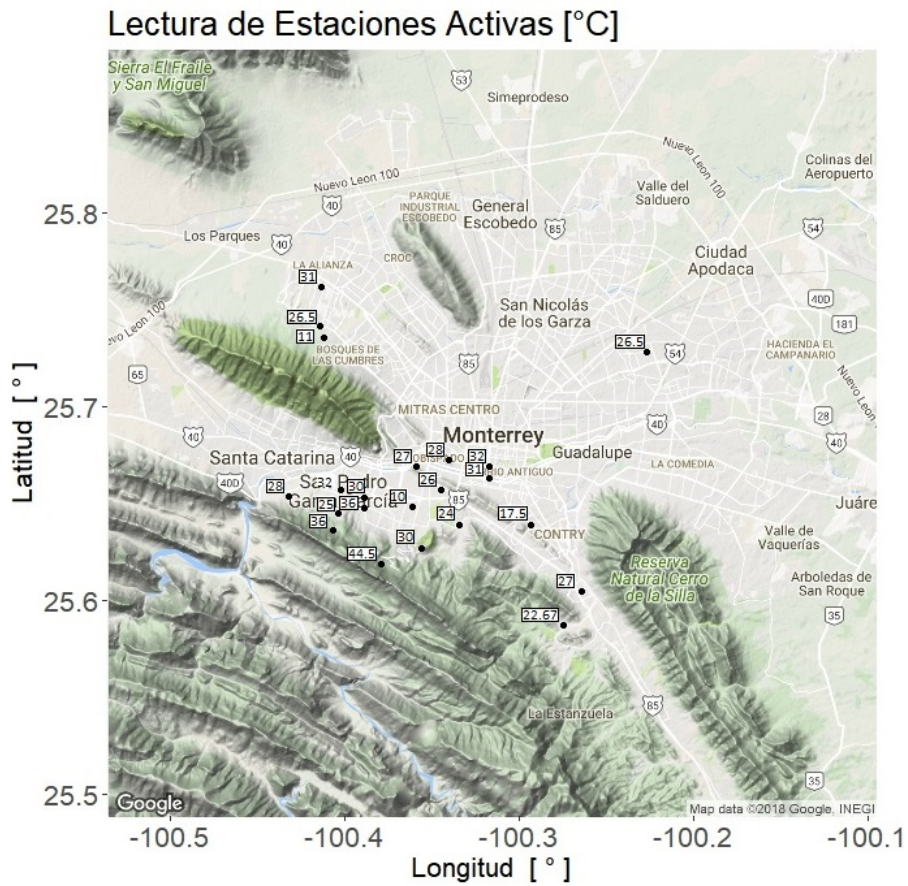 Lectura de Estaciones Activas [°C]
Sierra El Fraile
y San Miguel
53
Simeprodeso
Nuevo Leon 100
Colinas del
Aeropuerto
Nuevo Leon 100
40
PARQUE
INDUSTRIAL
ESCOBEDO
General
Escobedo
Valle del
Salduero
25.8
Los Parques
40
85
54
CROC
Ciudad
Apodaca
LA ALIANZA
31
40D
San Nicolás
de los Garza
26.5
181
11
BOSQUES DE
LAS CUMBRES
26.5
54
HACIENDA EL
CAMPANARIO
85
65
Nuevo Leon
25.7
MITRAS CENTRO
28
40
40
Monterrey
40
Santa Catarina
40
27
28
32
Guadalupe
31
LA COMEDIA
40D
28
32
30
26
10
85
25
36
Juáre
36
24
17.5
CONTRY
Valle de
Vaquerías
30
44.5
Reserva
Natural Cerro
de la Silla
27
Arboledas de
San Roque
25.6
22.67
35
85
La Estanzuela
35
25.5
Google
Map data ©2018 Google, INEGI
-100.5
-100.4
-100.3
-100.2
-100.1
Longitud [ ° ]
Latitud [ ° ]